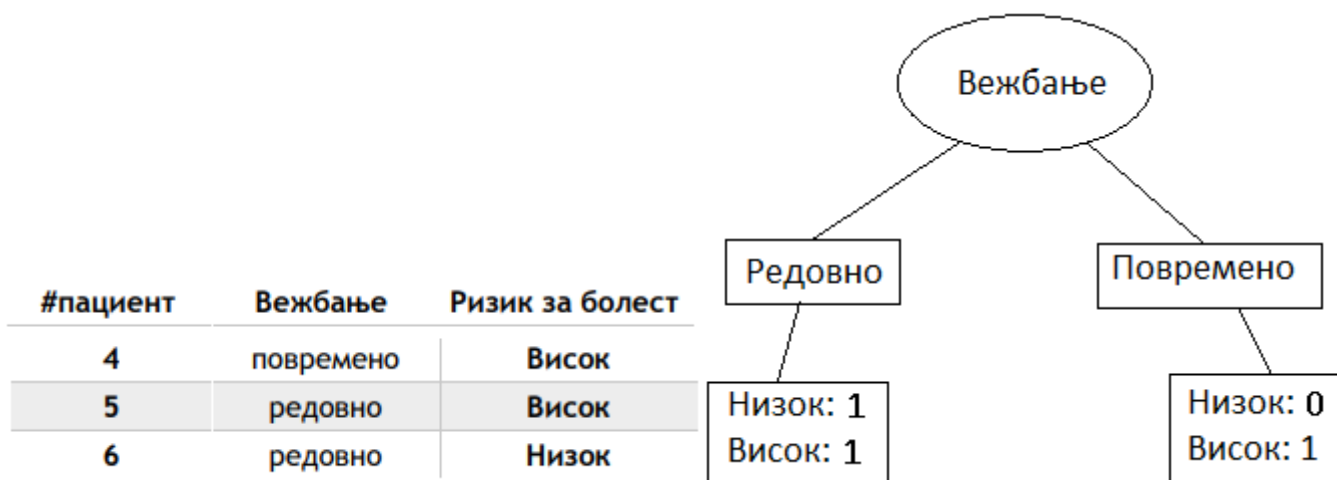 #пациент Вежбање Ризик за болест
4 повремено Висок
5 редовно Висок
6 редовно Низок
Вежбање
Редовно
Повремено
Низок: 1
Висок: 1
Низок: 0
Висок: 1